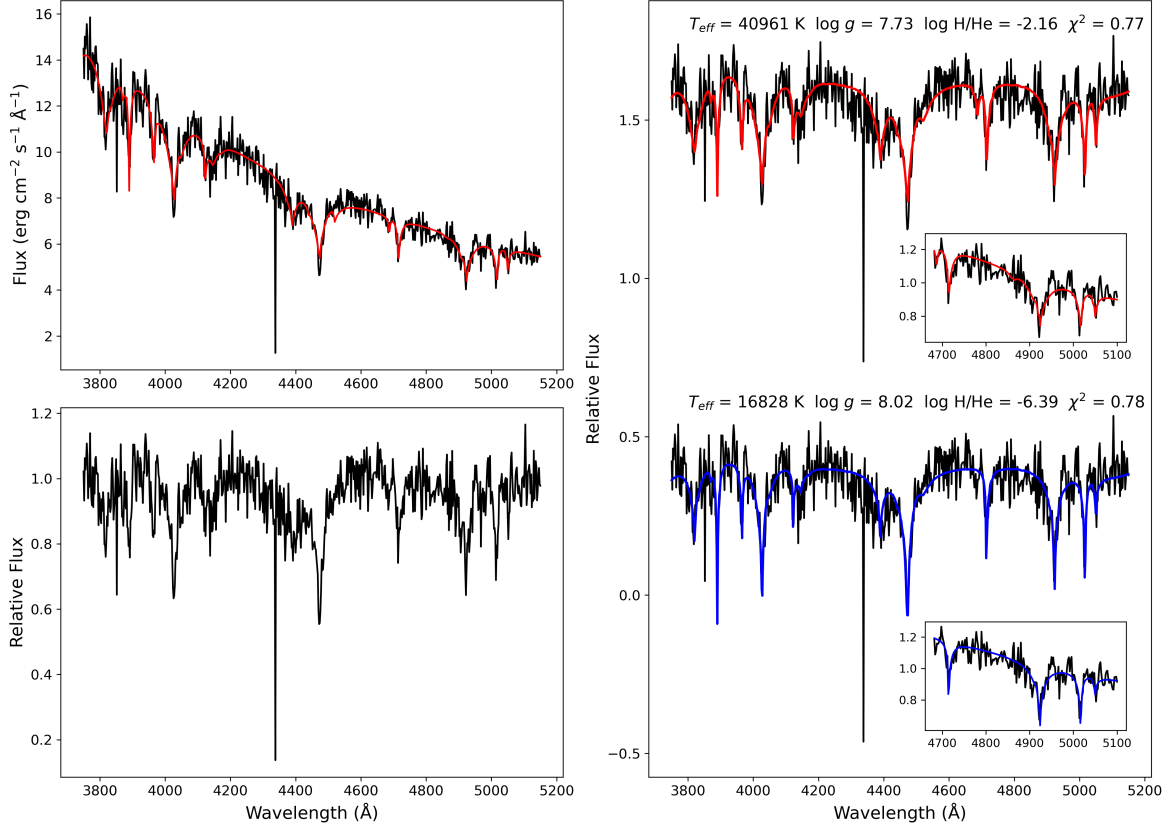 16
14
12
10
8
6
4
2
Flux (erg cm⁻² s⁻¹ Å⁻¹)
3800 4000 4200 4400 4600 4800 5000 5200
1.2
1.0
0.8
0.6
0.4
0.2
Relative Flux
3800 4000 4200 4400 4600 4800 5000 5200
Wavelength (Å)
T_eff = 40961 K log g = 7.73 log H/He = -2.16 χ² = 0.77
1.5
1.0
0.5
0.0
−0.5
Relative Flux
1.2
1.0
0.8
4700 4800 4900 5000 5100
T_eff = 16828 K log g = 8.02 log H/He = -6.39 χ² = 0.78
1.2
1.0
0.8
4700 4800 4900 5000 5100
3800 4000 4200 4400 4600 4800 5000 5200
Wavelength (Å)